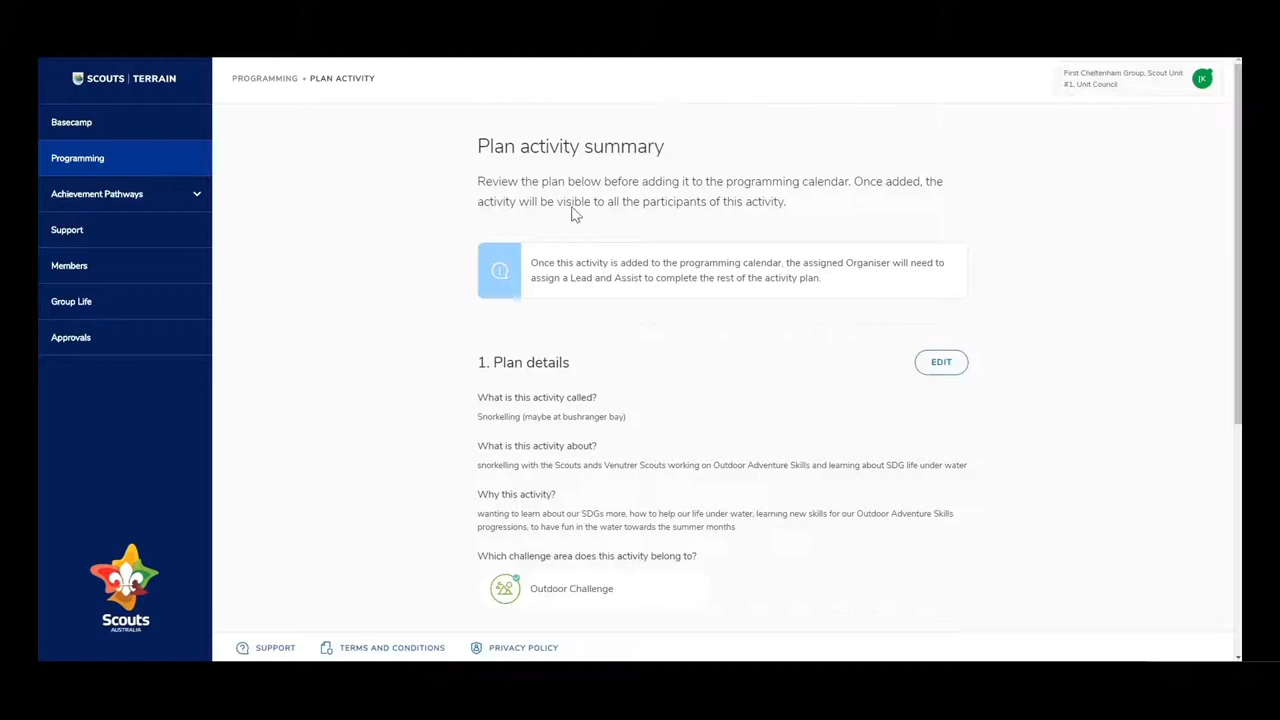 SCOUTS | TERRAIN
PROGRAMMING • PLAN ACTIVITY
First Cheltenham Group, Scout Unit
#1, Unit Council
[K
Basecamp
Programming
Achievement Pathways
Support
Members
Group Life
Approvals
Scouts
AUSTRALIA
Plan activity summary
Review the plan below before adding it to the programming calendar. Once added, the
activity will be visible to all the participants of this activity.
Once this activity is added to the programming calendar, the assigned Organiser will need to
assign a Lead and Assist to complete the rest of the activity plan.
1. Plan details
EDIT
What is this activity called?
Snorkelling (maybe at bushranger bay)
What is this activity about?
snorkelling with the Scouts ands Venutrer Scouts working on Outdoor Adventure Skills and learning about SDG life under water
Why this activity?
wanting to learn about our SDGs more, how to help our life under water, learning new skills for our Outdoor Adventure Skills
progressions, to have fun in the water towards the summer months
Which challenge area does this activity belong to?
Outdoor Challenge
SUPPORT
TERMS AND CONDITIONS
PRIVACY POLICY